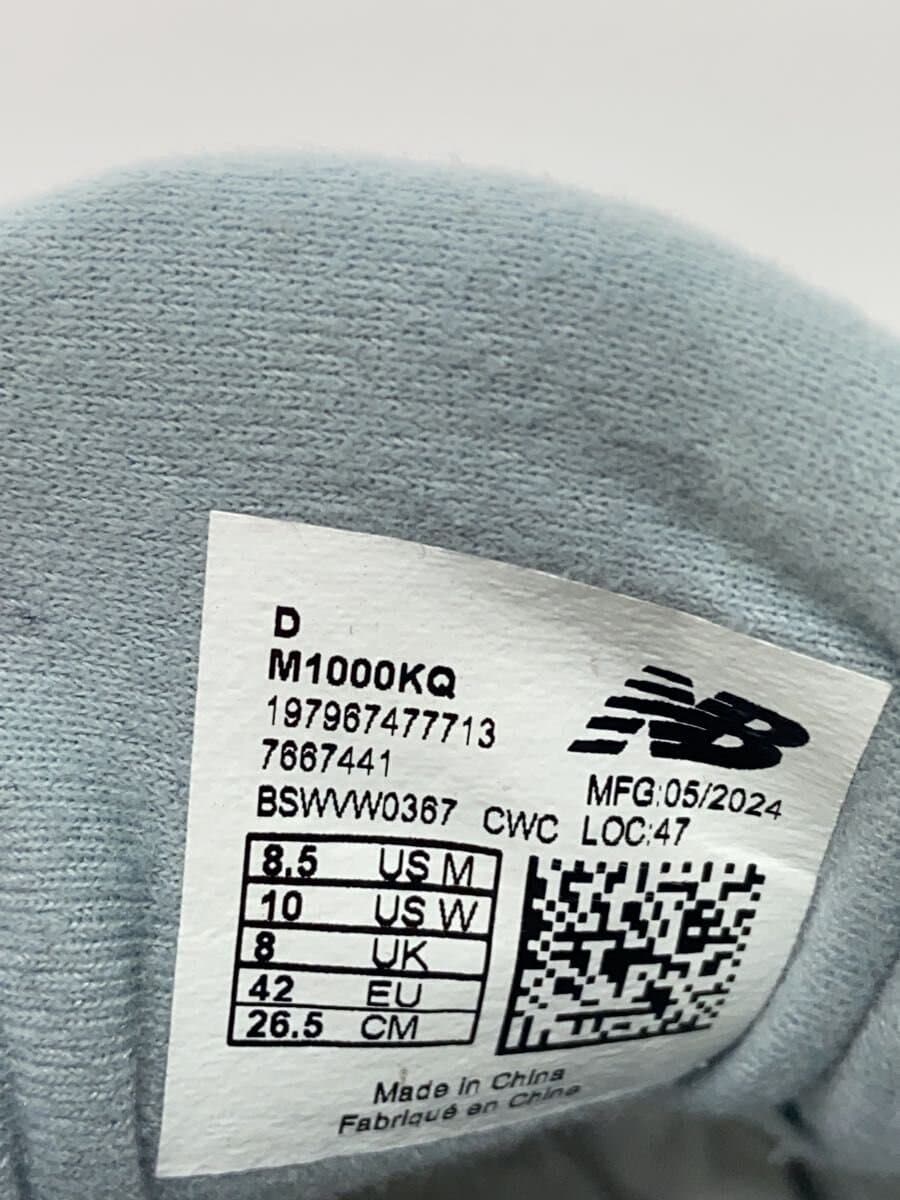 D
M1000KQ
197967477713
7667441
BSWVW0367 CWC LOC:47
NB
MFG:05/2024
8.5 US M
10 US W
8 UK
42 EU
26.5 CM
Made in China
Fabriqué en Chine